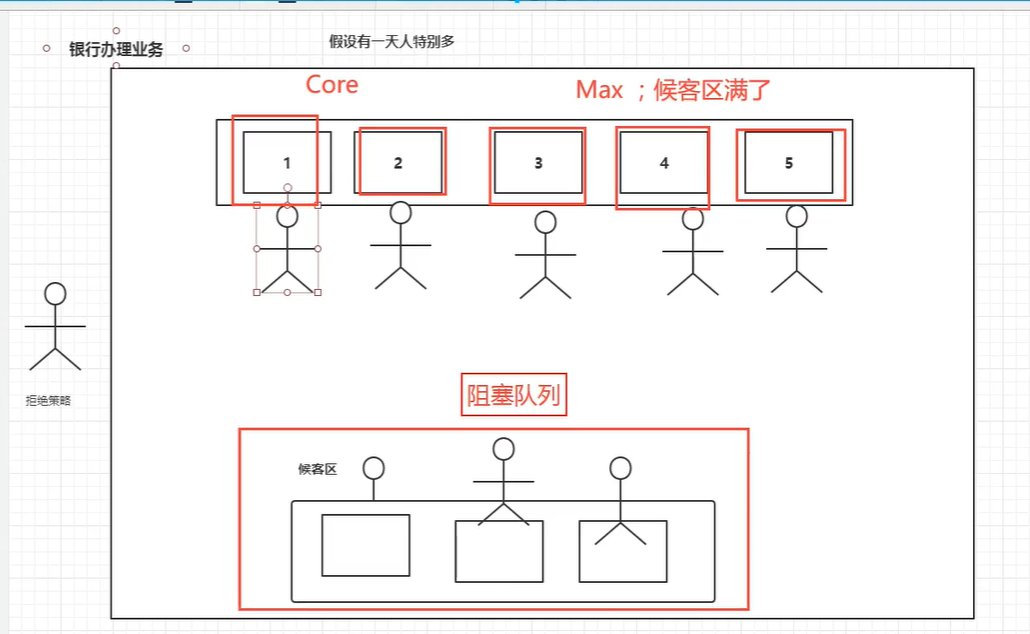 假设有一天人特别多
银行办理业务
Core
Max ；候客区满了
1
2
3
4
5
拒绝策略
阻塞队列
候客区